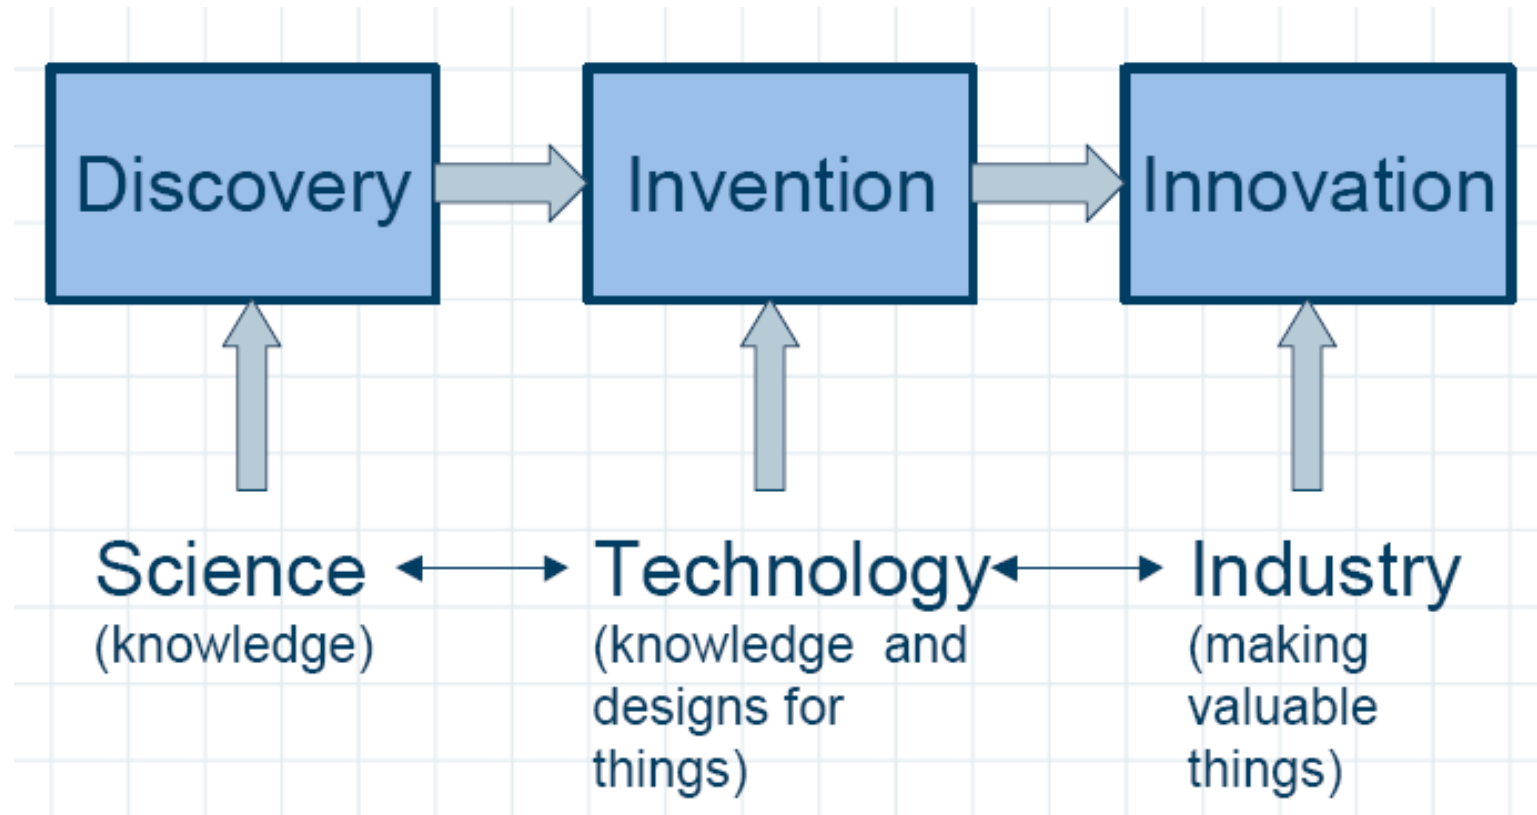 Discovery
Invention
Innovation
Science
Technology
Industry
(knowledge)
(knowledge and
designs for
things)
(making
valuable
things)